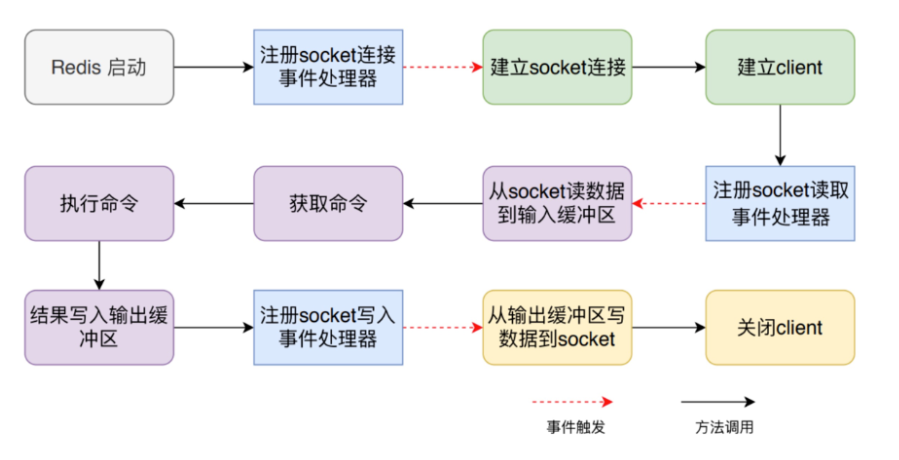 Redis 启动
注册socket连接
事件处理器
建立socket连接
建立client
注册socket读取
事件处理器
从socket读数据
到输入缓冲区
获取命令
执行命令
结果写入输出缓
冲区
注册socket写入
事件处理器
从输出缓冲区写
数据到socket
关闭client
事件触发
方法调用